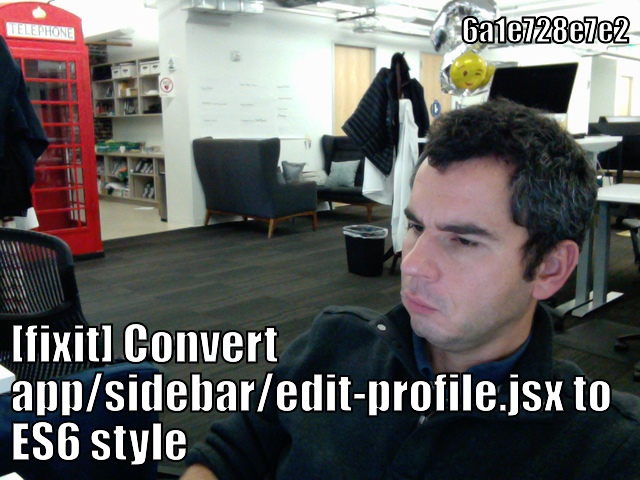 6a1e728e7e2
TELEPHONE
[fixit] Convert
app/sidebar/edit-profile.jsx to
ES6 style